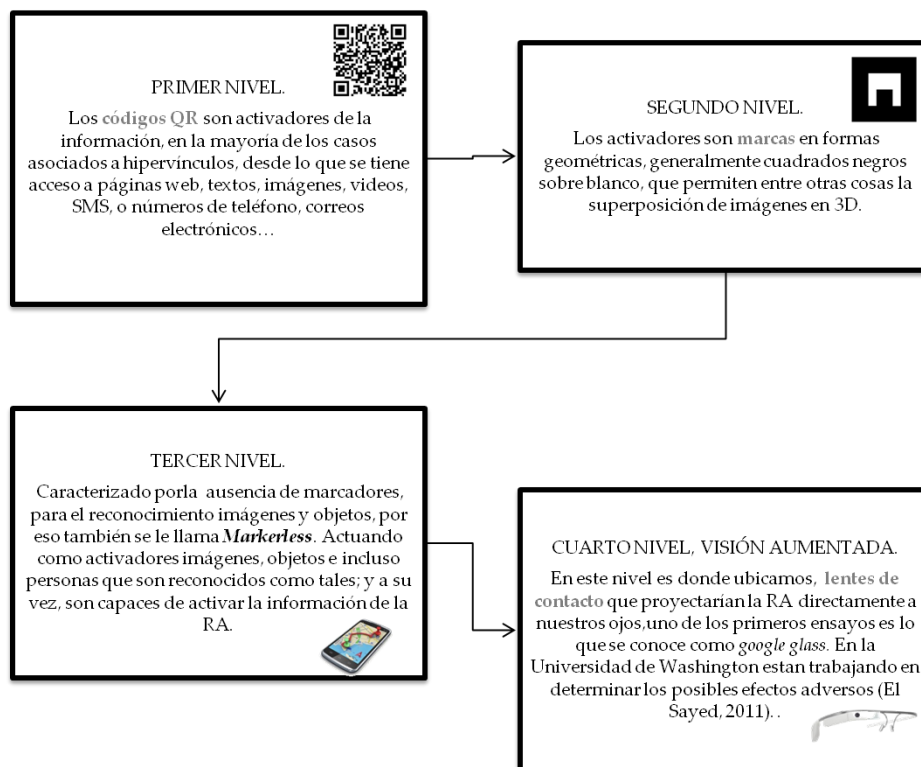 PRIMER NIVEL.
Los códigos QR son activadores de la
información, en la mayoría de los casos
asociados a hipervínculos, desde lo que se tiene
acceso a páginas web, textos, imágenes, videos,
SMS, o números de teléfono, correos
electrónicos...
SEGUNDO NIVEL.
Los activadores son marcas en formas
geométricas, generalmente cuadrados negros
sobre blanco, que permiten entre otras cosas la
superposición de imágenes en 3D.
TERCER NIVEL.
Caracterizado porla ausencia de marcadores,
para el reconocimiento imágenes y objetos, por
eso también se le llama Markerless. Actuando
como activadores imágenes, objetos e incluso
personas que son reconocidos como tales; y a su
vez, son capaces de activar la información de la
RA.
CUARTO NIVEL, VISIÓN AUMENTADA.
En este nivel es donde ubicamos, lentes de
contacto que proyectarían la RA directamente a
nuestros ojos,uno de los primeros ensayos es lo
que se conoce como google glass. En la
Universidad de Washington estan trabajando en
determinar los posibles efectos adversos (El
Sayed, 2011). .